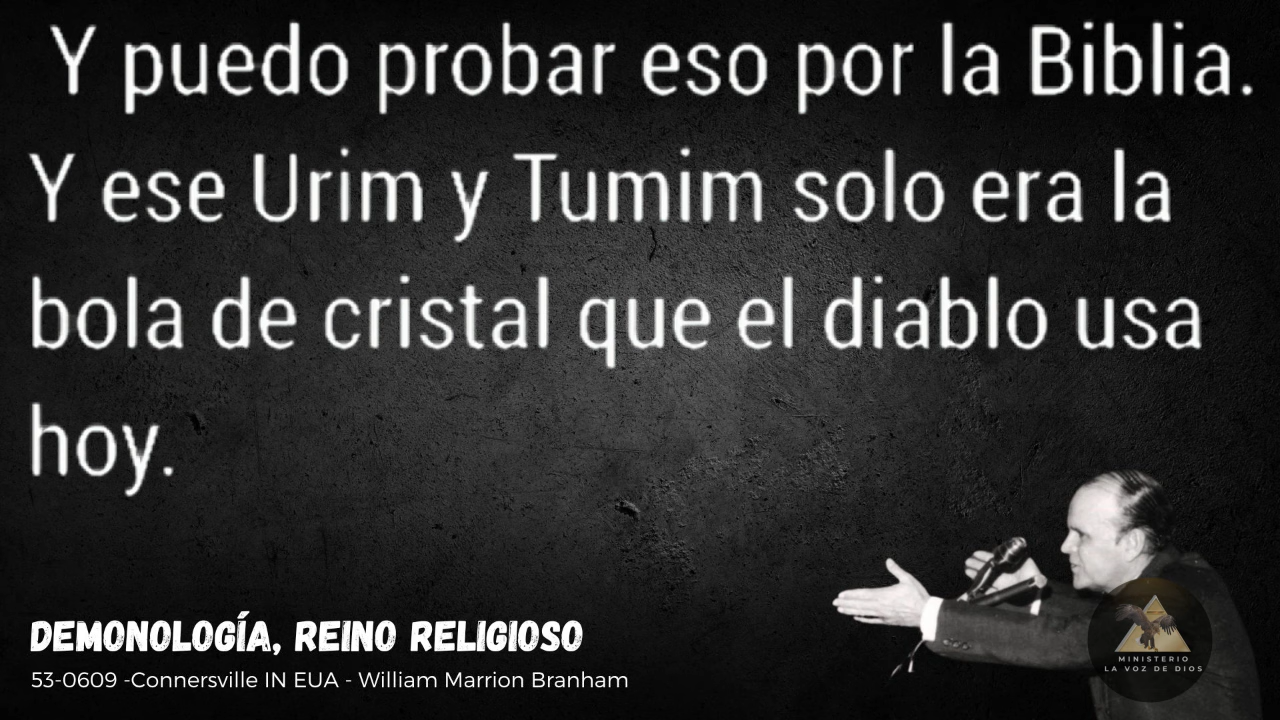 Y puedo probar eso por la Biblia.
Y ese Urim y Tumim solo era la
bola de cristal que el diablo usa
hoy.
DEMONOLOGÍA, REINO RELIGIOSO
53-0609 -Connersville IN EUA - William Marrion Branham
MINISTERIO
LA VOZ DE DIOS